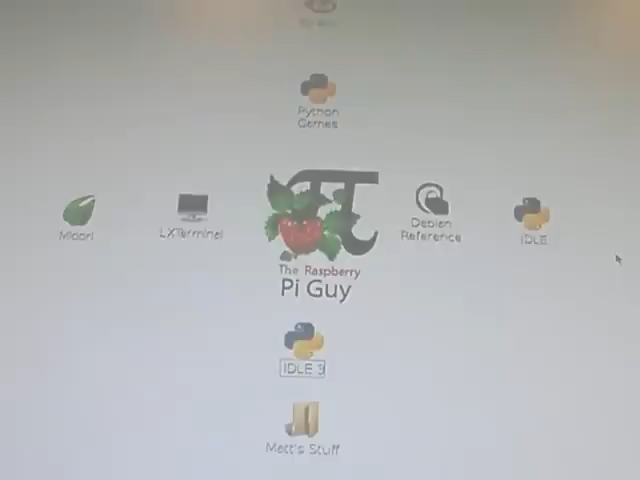 Python
Games
Midori
LXTerminal
Debian
Reference
IDLE
The Raspberry
Pi Guy
IDLE 3
Matt's Stuff